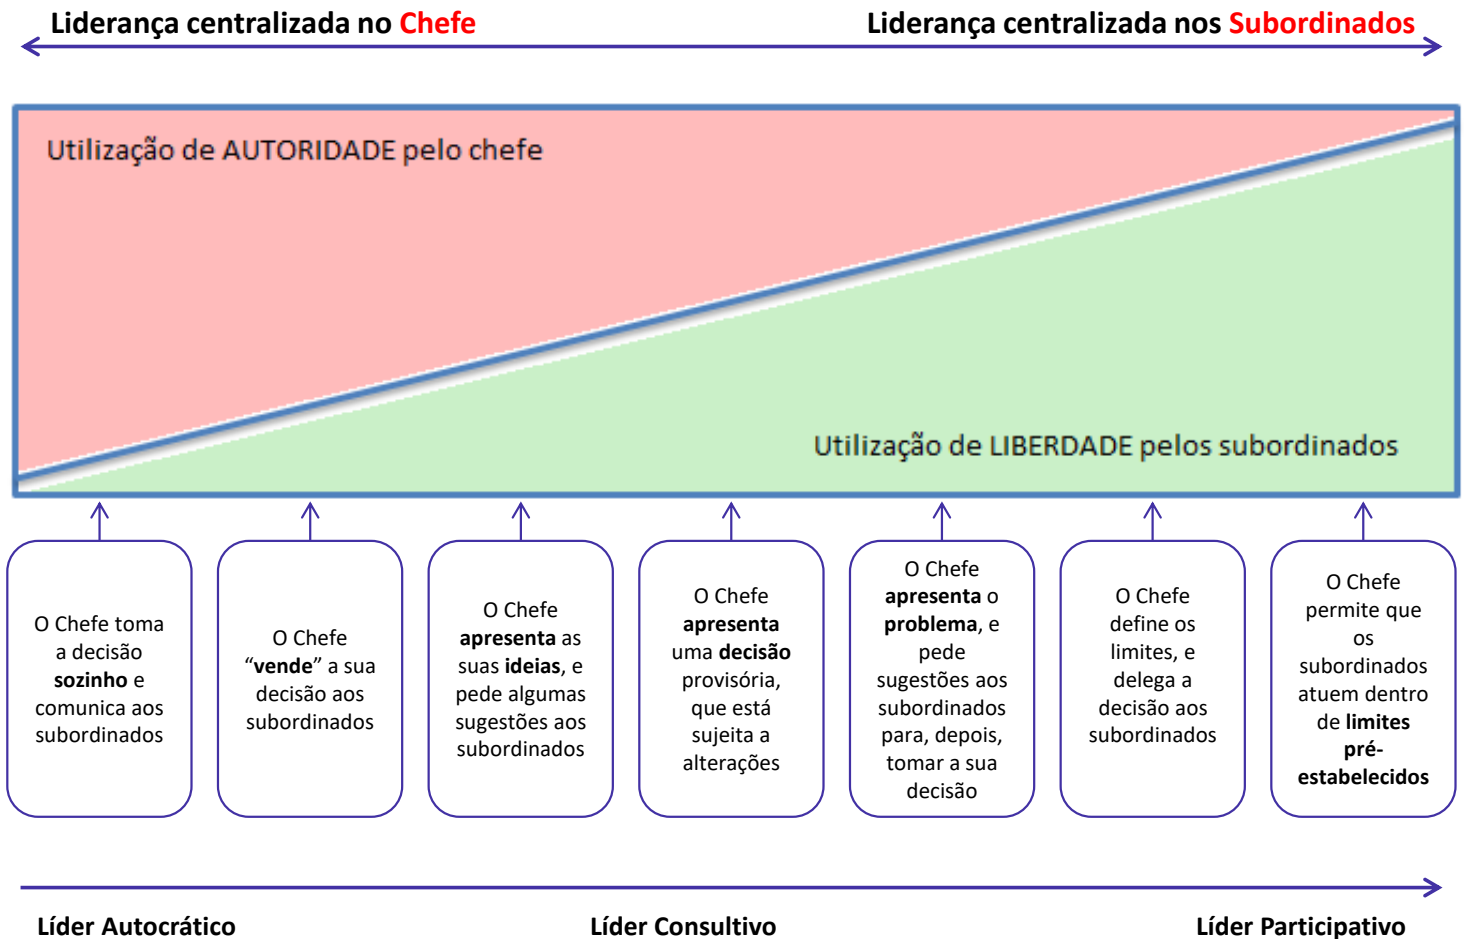 Liderança centralizada no Chefe
Liderança centralizada nos Subordinados
Utilização de AUTORIDADE pelo chefe
Utilização de LIBERDADE pelos subordinados
O Chefe toma
a decisão
sozinho e
comunica aos
subordinados
O Chefe
“vende” a sua
decisão aos
subordinados
O Chefe
apresenta as
suas ideias, e
pede algumas
sugestões aos
subordinados
O Chefe
apresenta
uma decisão
provisória,
que está
sujeita a
alterações
O Chefe
apresenta o
problema, e
pede
sugestões aos
subordinados
para, depois,
tomar a sua
decisão
O Chefe
define os
limites, e
delega a
decisão aos
subordinados
O Chefe
permite que
os
subordinados
atuem dentro
de limites
pré-
estabelecidos
Líder Autocrático
Líder Consultivo
Líder Participativo